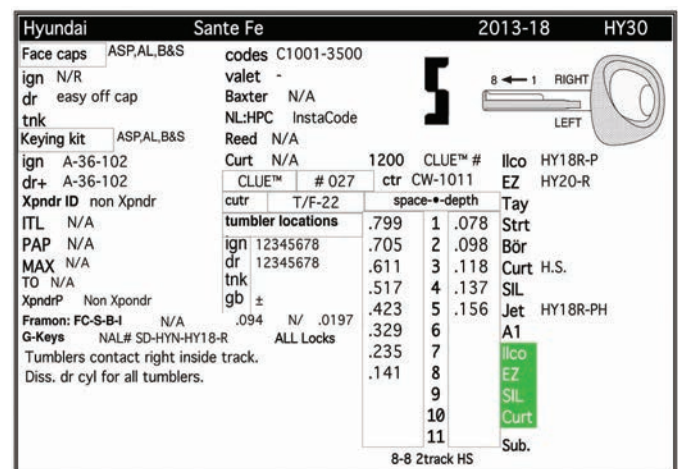 Hyundai Sante Fe 2013-18 HY30
Face caps ASP,AL,B&S
ign N/R
dr easy off cap
tnk
Keying kit ASP,AL,B&S
ign A-36-102
dr+ A-36-102
Xpndr ID non Xpndr
ITL N/A
PAP N/A
MAX N/A
TO N/A
XpndrP Non Xpondr
codes C1001-3500
valet -
Baxter N/A
NL:HPC InstaCode
Reed N/A
Curt N/A
CLUE™ # 027
cutr T/F-22
tumbler locations
ign 12345678
dr 12345678
tnk
gb ±
Framon: FC-S-B-I N/A .094 N/ .0197
G-Keys NAL# SD-HYN-HY18-R ALL Locks
Tumblers contact right inside track.
Diss. dr cyl for all tumblers.
8 ← 1 RIGHT
LEFT
1200 CLUE™ #
ctr CW-1011
space-•-depth
.799 1 .078
.705 2 .098
.611 3 .118
.517 4 .137
.423 5 .156
.329 6
.235 7
.141 8
9
10
11
8-8 2track HS
Ilco HY18R-P
EZ HY20-R
Tay
Strt
Bör
Curt H.S.
SIL
Jet HY18R-PH
A1
Ilco
EZ
SIL
Curt
Sub.